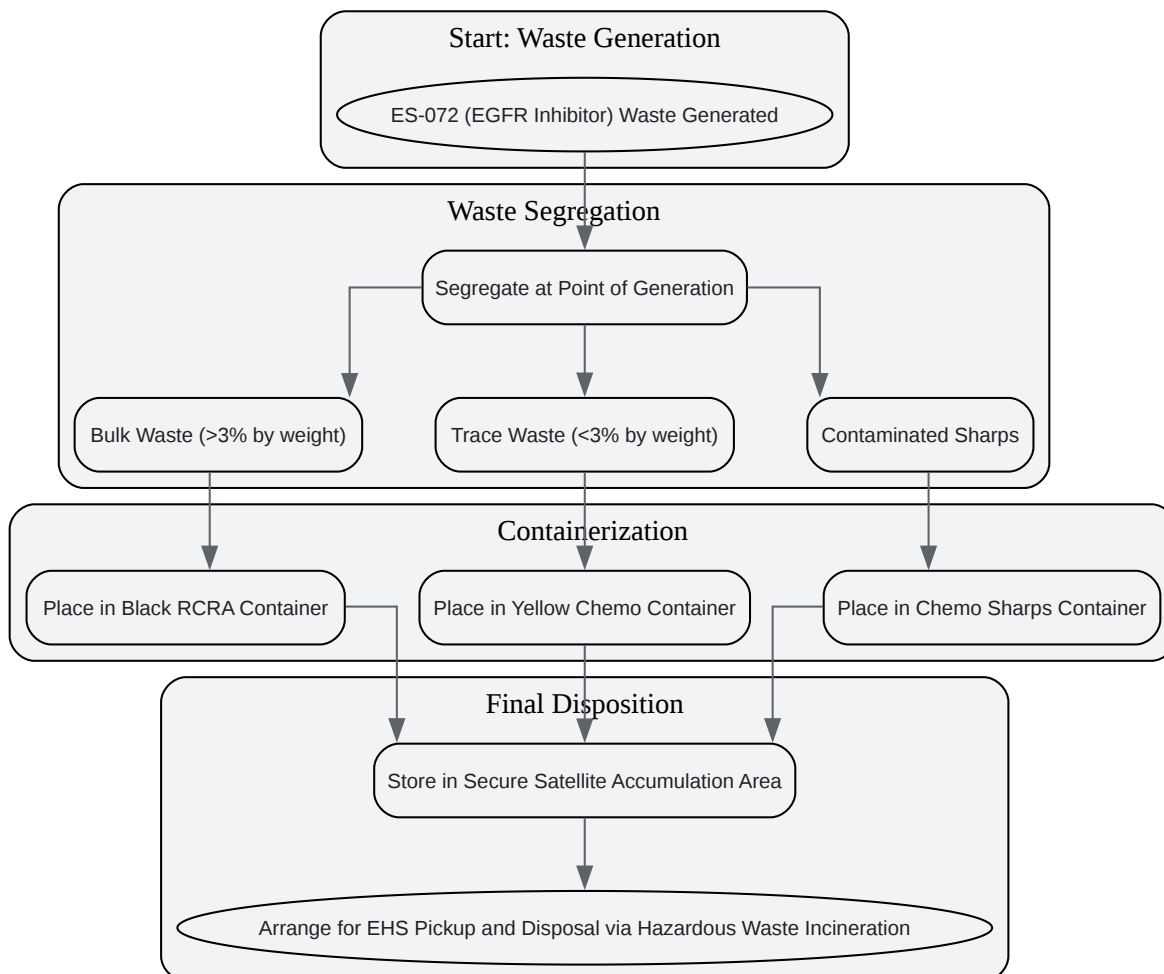 Start: Waste Generation
ES-072 (EGFR Inhibitor) Waste Generated
Waste Segregation
Segregate at Point of Generation
Bulk Waste (>3% by weight)
Trace Waste (<3% by weight)
Contaminated Sharps
Containerization
Place in Black RCRA Container
Place in Yellow Chemo Container
Place in Chemo Sharps Container
Final Disposition
Store in Secure Satellite Accumulation Area
Arrange for EHS Pickup and Disposal via Hazardous Waste Incineration